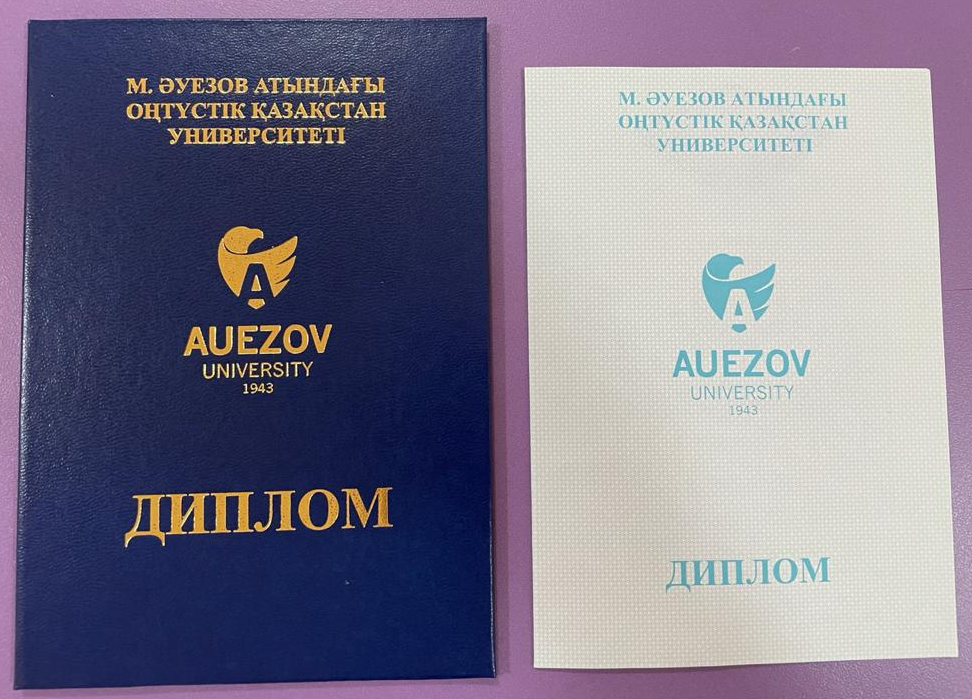 М. ӘУЕЗОВ АТЫНДАҒЫ
ОҢТҮСТІК ҚАЗАҚСТАН
УНИВЕРСИТЕТІ
A
AUEZOV
UNIVERSITY
1943
ДИПЛОМ
М. ӘУЕЗОВ АТЫНДАҒЫ
ОҢТҮСТІК ҚАЗАҚСТАН
УНИВЕРСИТЕТІ
A
AUEZOV
UNIVERSITY
1943
ДИПЛОМ